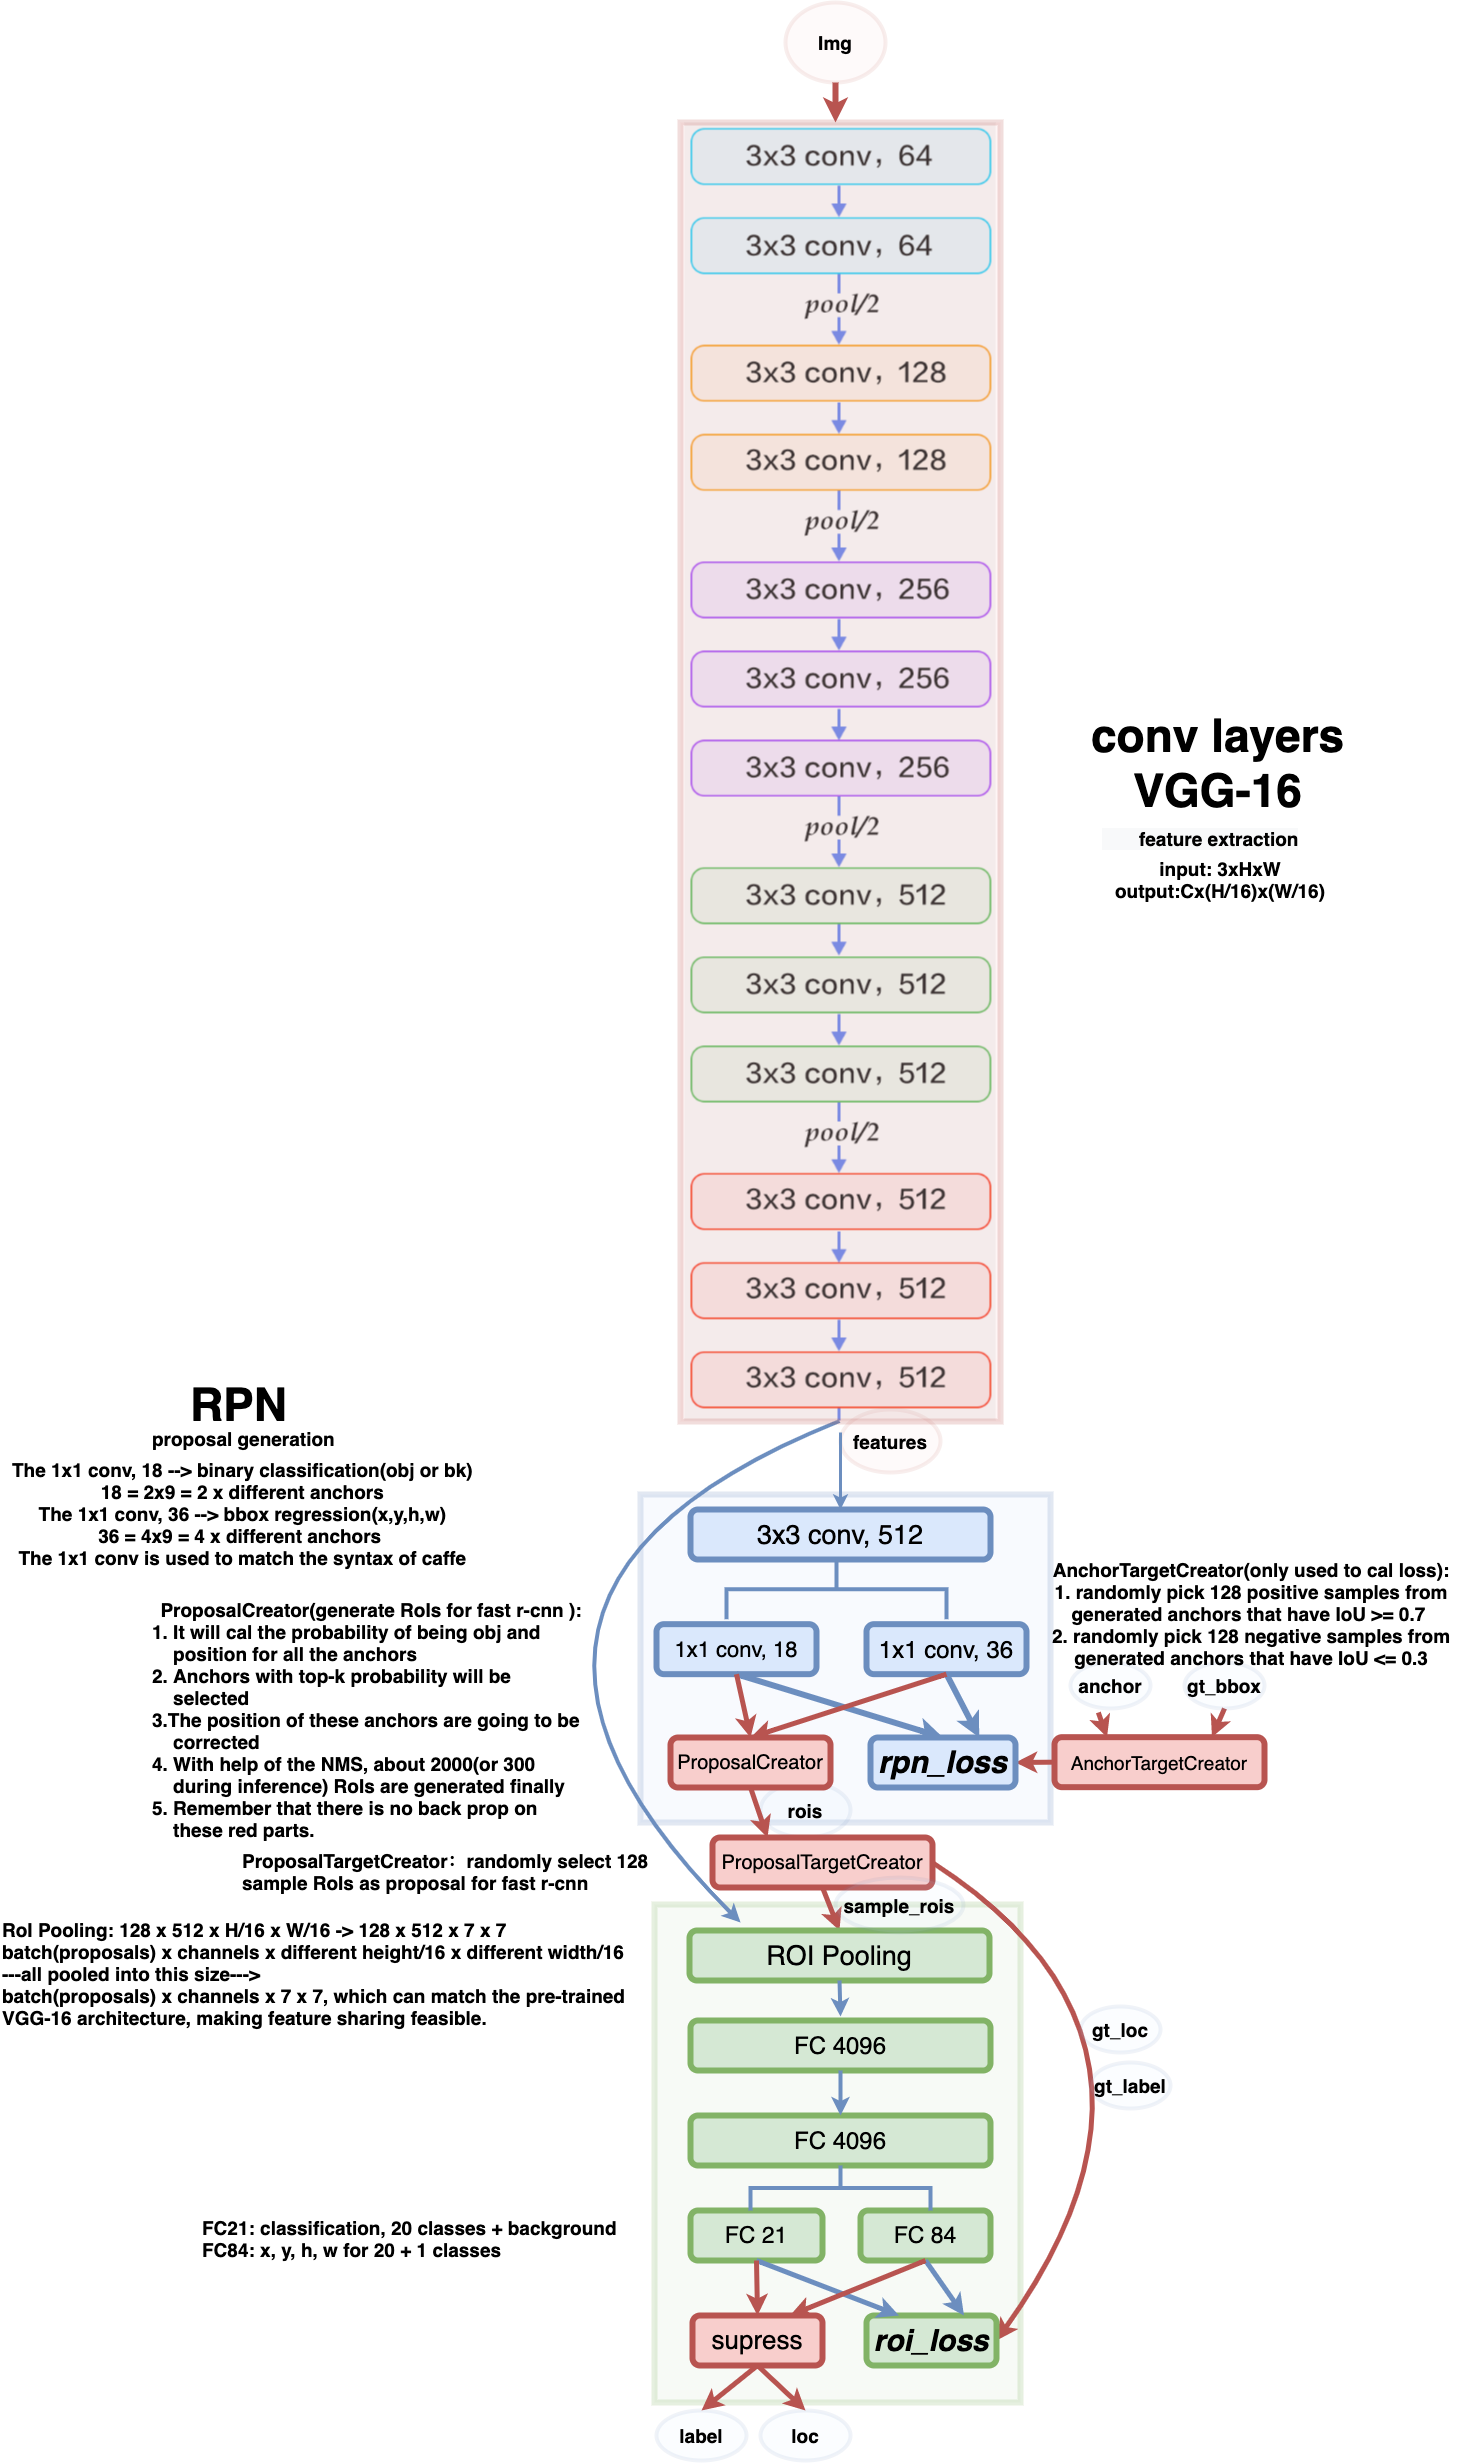 Img
3x3 conv, 64
3x3 conv, 64
pool/2
3x3 conv, 128
3x3 conv, 128
pool/2
3x3 conv, 256
3x3 conv, 256
3x3 conv, 256
pool/2
3x3 conv, 512
3x3 conv, 512
3x3 conv, 512
pool/2
3x3 conv, 512
3x3 conv, 512
3x3 conv, 512
conv layers
VGG-16
feature extraction
input: 3xHxW
output:Cx(H/16)x(W/16)
features
RPN
proposal generation
The 1x1 conv, 18 --> binary classification(obj or bk)
18 = 2x9 = 2 x different anchors
The 1x1 conv, 36 --> bbox regression(x,y,h,w)
36 = 4x9 = 4 x different anchors
The 1x1 conv is used to match the syntax of caffe
ProposalCreator(generate RoIs for fast r-cnn ):
1. It will cal the probability of being obj and
position for all the anchors
2. Anchors with top-k probability will be
selected
3.The position of these anchors are going to be
corrected
4. With help of the NMS, about 2000(or 300
during inference) RoIs are generated finally
5. Remember that there is no back prop on
these red parts.
3x3 conv, 512
1x1 conv, 18
1x1 conv, 36
ProposalCreator
rpn_loss
AnchorTargetCreator(only used to cal loss):
1. randomly pick 128 positive samples from
generated anchors that have IoU >= 0.7
2. randomly pick 128 negative samples from
generated anchors that have IoU <= 0.3
anchor
gt_bbox
AnchorTargetCreator
rois
ProposalTargetCreator: randomly select 128
sample RoIs as proposal for fast r-cnn
ProposalTargetCreator
sample_rois
RoI Pooling: 128 x 512 x H/16 x W/16 -> 128 x 512 x 7 x 7
batch(proposals) x channels x different height/16 x different width/16
---all pooled into this size--->
batch(proposals) x channels x 7 x 7, which can match the pre-trained
VGG-16 architecture, making feature sharing feasible.
ROI Pooling
FC 4096
FC 4096
gt_loc
gt_label
FC21: classification, 20 classes + background
FC84: x, y, h, w for 20 + 1 classes
FC 21
FC 84
supress
roi_loss
label
loc